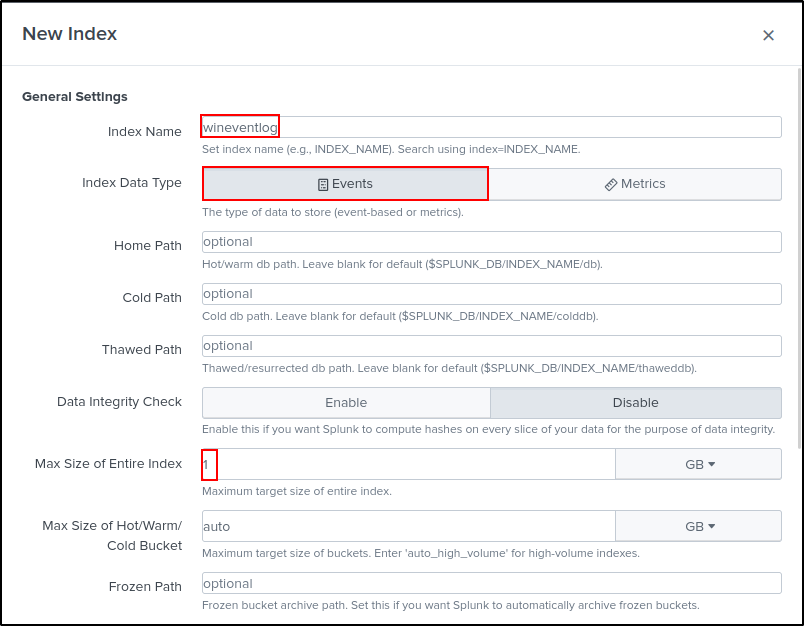 New Index
General Settings
Index Name
wineventlog
Set index name (e.g., INDEX_NAME). Search using index=INDEX_NAME.
Index Data Type
Events
Metrics
The type of data to store (event-based or metrics).
Home Path
optional
Hot/warm db path. Leave blank for default ($SPLUNK_DB/INDEX_NAME/db).
Cold Path
optional
Cold db path. Leave blank for default ($SPLUNK_DB/INDEX_NAME/colddb).
Thawed Path
optional
Thawed/resurrected db path. Leave blank for default ($SPLUNK_DB/INDEX_NAME/thaweddb).
Data Integrity Check
Enable
Disable
Enable this if you want Splunk to compute hashes on every slice of your data for the purpose of data integrity.
Max Size of Entire Index
1
GB
Maximum target size of entire index.
Max Size of Hot/Warm/
Cold Bucket
auto
GB
Maximum target size of buckets. Enter 'auto_high_volume' for high-volume indexes.
Frozen Path
optional
Frozen bucket archive path. Set this if you want Splunk to automatically archive frozen buckets.